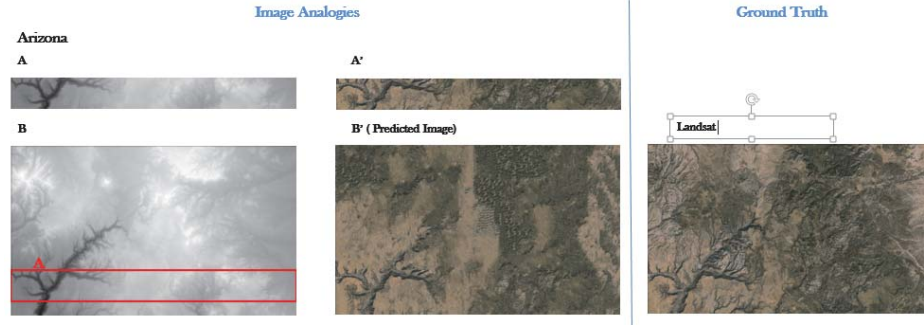 Image Analogies
Ground Truth
Arizona
A
A'
B
B' ( Predicted Image)
Landsat
A